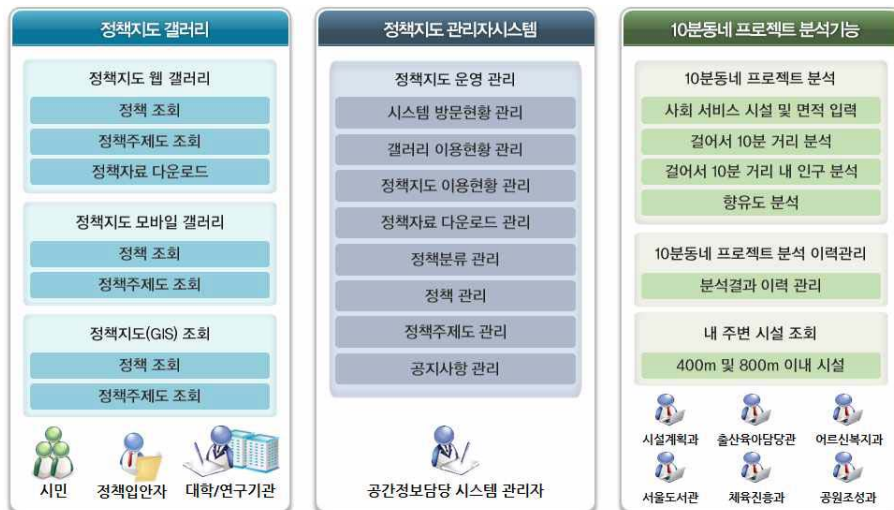 정책지도 갤러리
정책지도 웹 갤러리
정책 조회
정책주제도 조회
정책자료 다운로드
정책지도 모바일 갤러리
정책 조회
정책주제도 조회
정책지도(GIS) 조회
정책 조회
정책주제도 조회
시민
정책입안자
대학/연구기관
정책지도 관리자시스템
정책지도 운영 관리
시스템 방문현황 관리
갤러리 이용현황 관리
정책지도 이용현황 관리
정책자료 다운로드 관리
정책분류 관리
정책 관리
정책주제도 관리
공지사항 관리
공간정보담당 시스템 관리자
10분동네 프로젝트 분석기능
10분동네 프로젝트 분석
사회 서비스 시설 및 면적 입력
걸어서 10분 거리 분석
걸어서 10분 거리 내 인구 분석
향유도 분석
10분동네 프로젝트 분석 이력관리
분석결과 이력 관리
내 주변 시설 조회
400m 및 800m 이내 시설
시설계획과
출산육아담당관
어르신복지과
서울도서관
체육진흥과
공원조성과